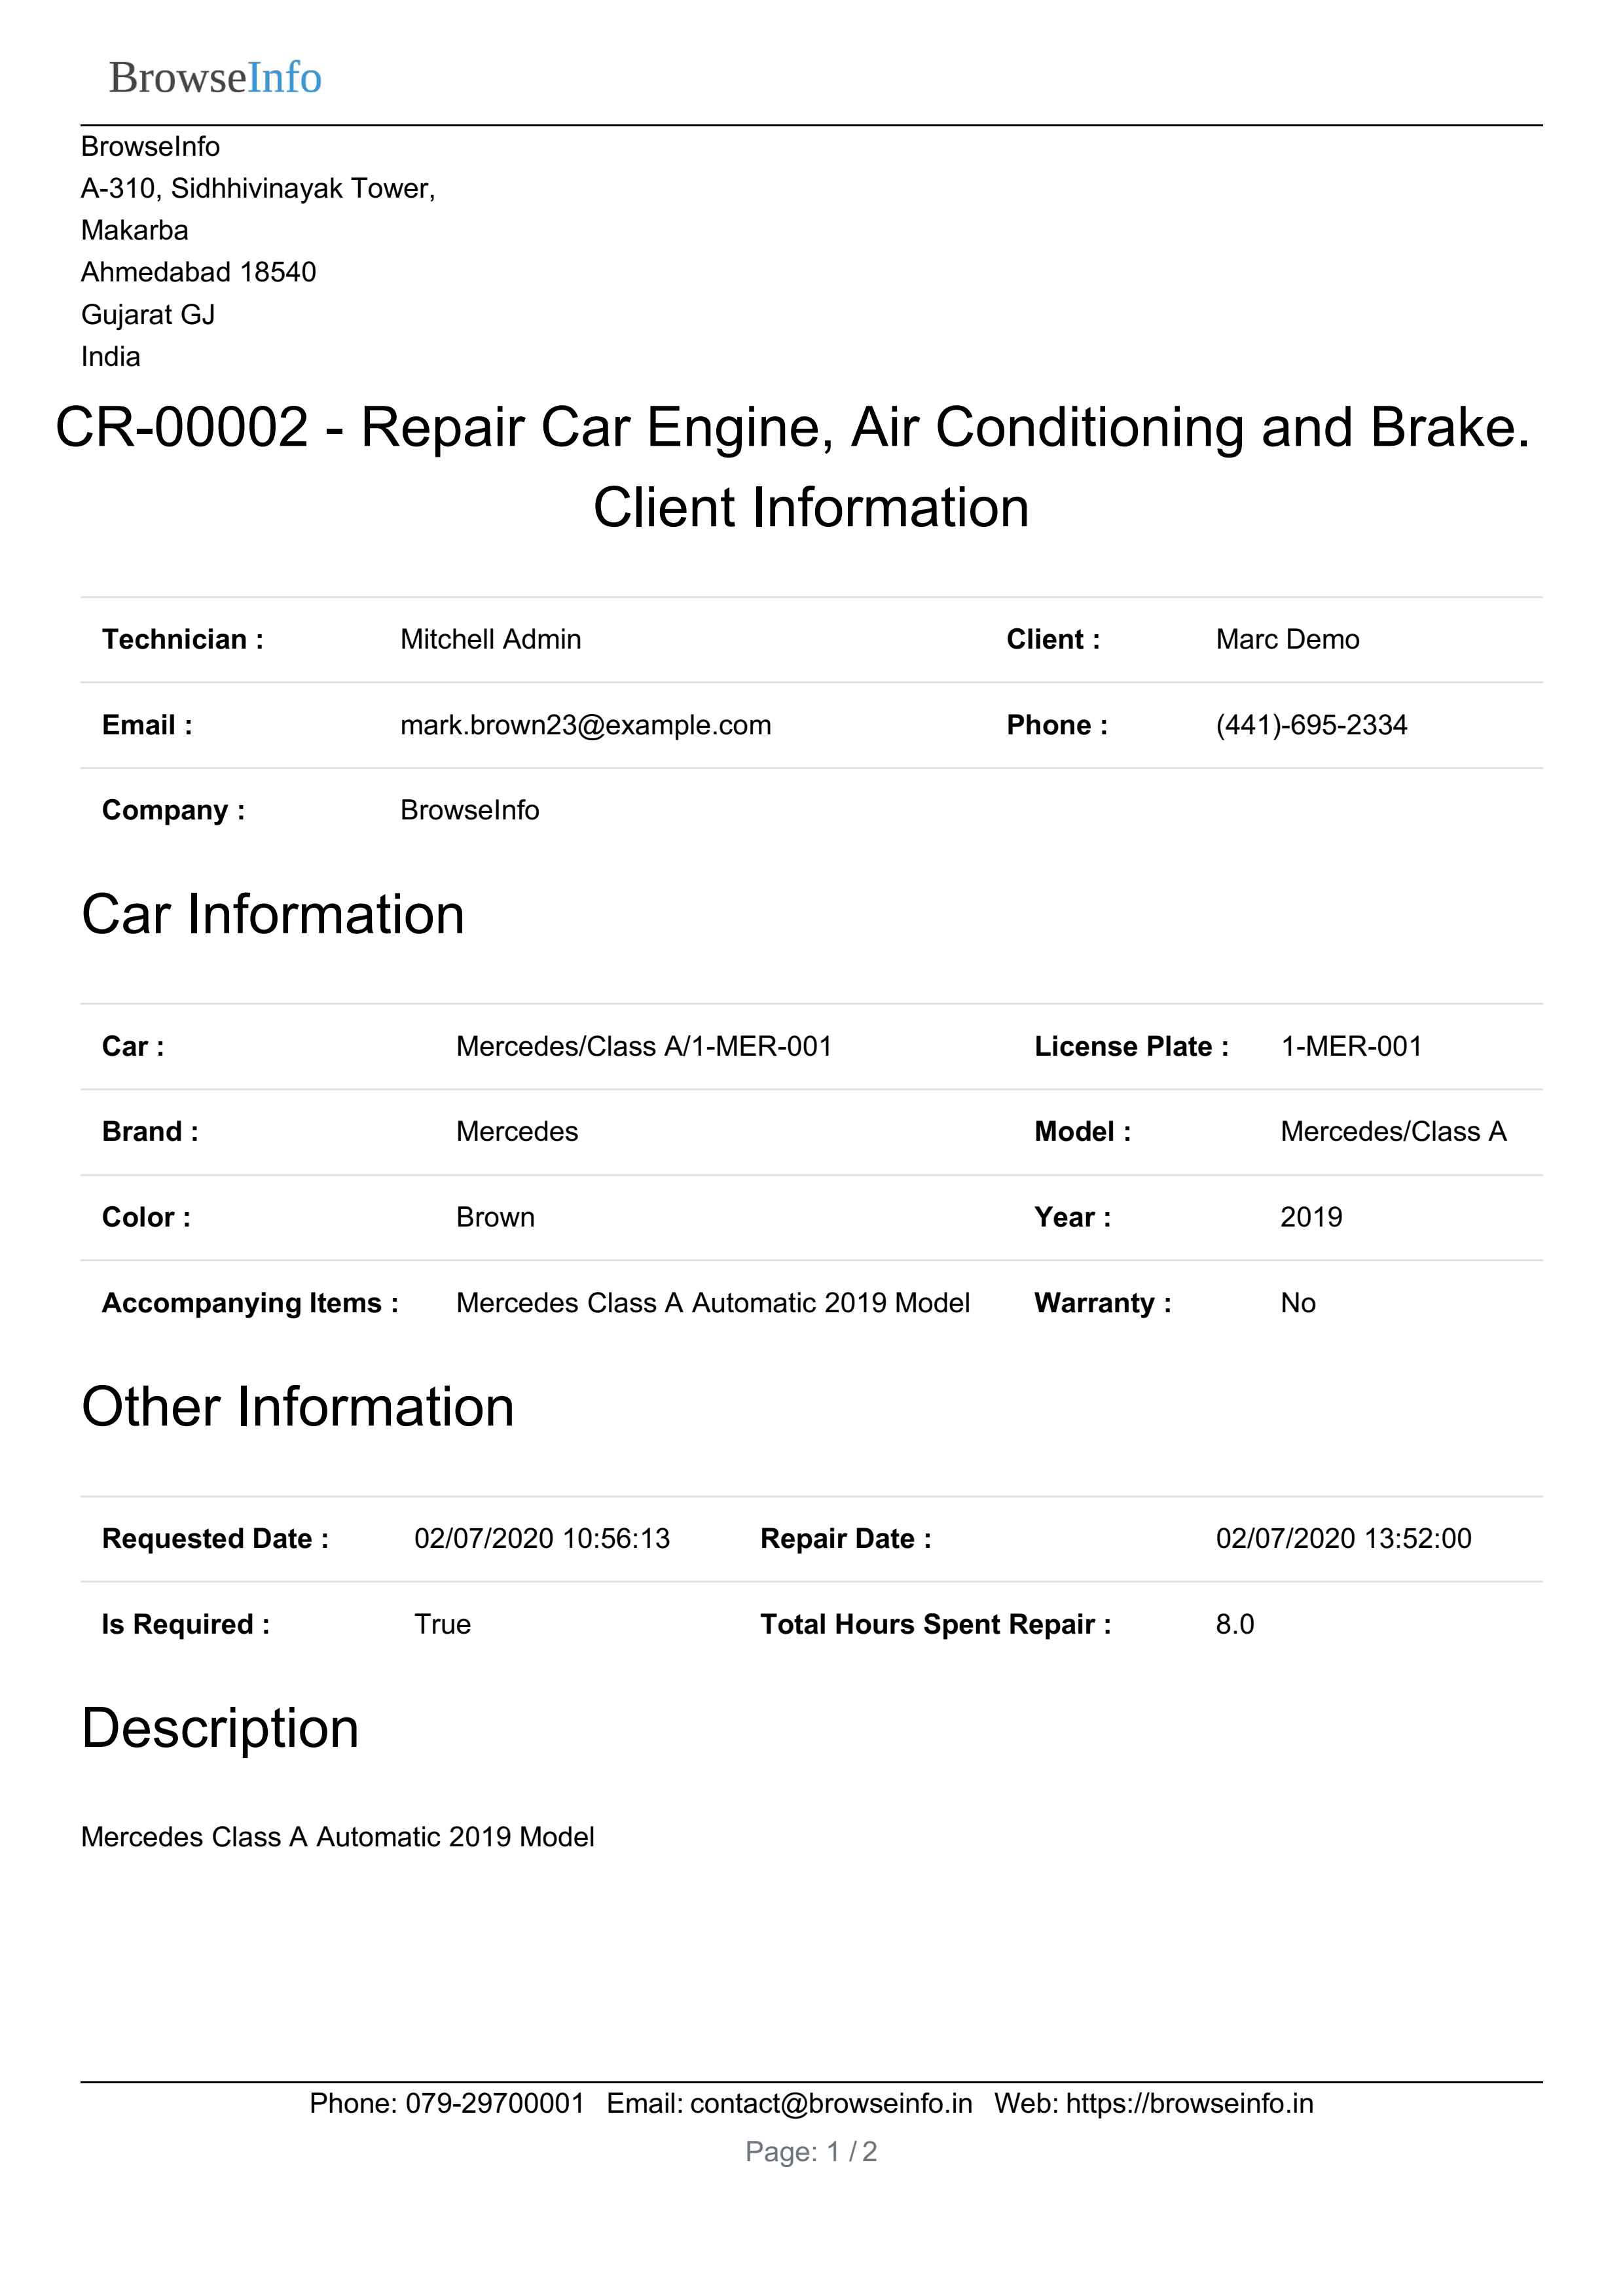 BrowseInfo
BrowseInfo
A-310, Sidhhivinayak Tower,
Makarba
Ahmedabad 18540
Gujarat GJ
India
CR-00002 - Repair Car Engine, Air Conditioning and Brake.
Client Information
Technician : Mitchell Admin Client : Marc Demo
Email : mark.brown23@example.com Phone : (441)-695-2334
Company : BrowseInfo
Car Information
Car : Mercedes/Class A/1-MER-001 License Plate : 1-MER-001
Brand : Mercedes Model : Mercedes/Class A
Color : Brown Year : 2019
Accompanying Items : Mercedes Class A Automatic 2019 Model Warranty : No
Other Information
Requested Date : 02/07/2020 10:56:13 Repair Date : 02/07/2020 13:52:00
Is Required : True Total Hours Spent Repair : 8.0
Description
Mercedes Class A Automatic 2019 Model
Phone: 079-29700001 Email: contact@browseinfo.in Web: https://browseinfo.in
Page: 1 / 2